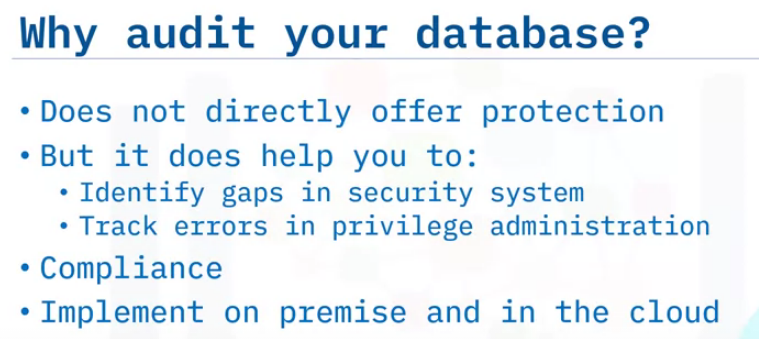 Why audit your database?
• Does not directly offer protection
• But it does help you to:
• Identify gaps in security system
• Track errors in privilege administration
• Compliance
• Implement on premise and in the cloud